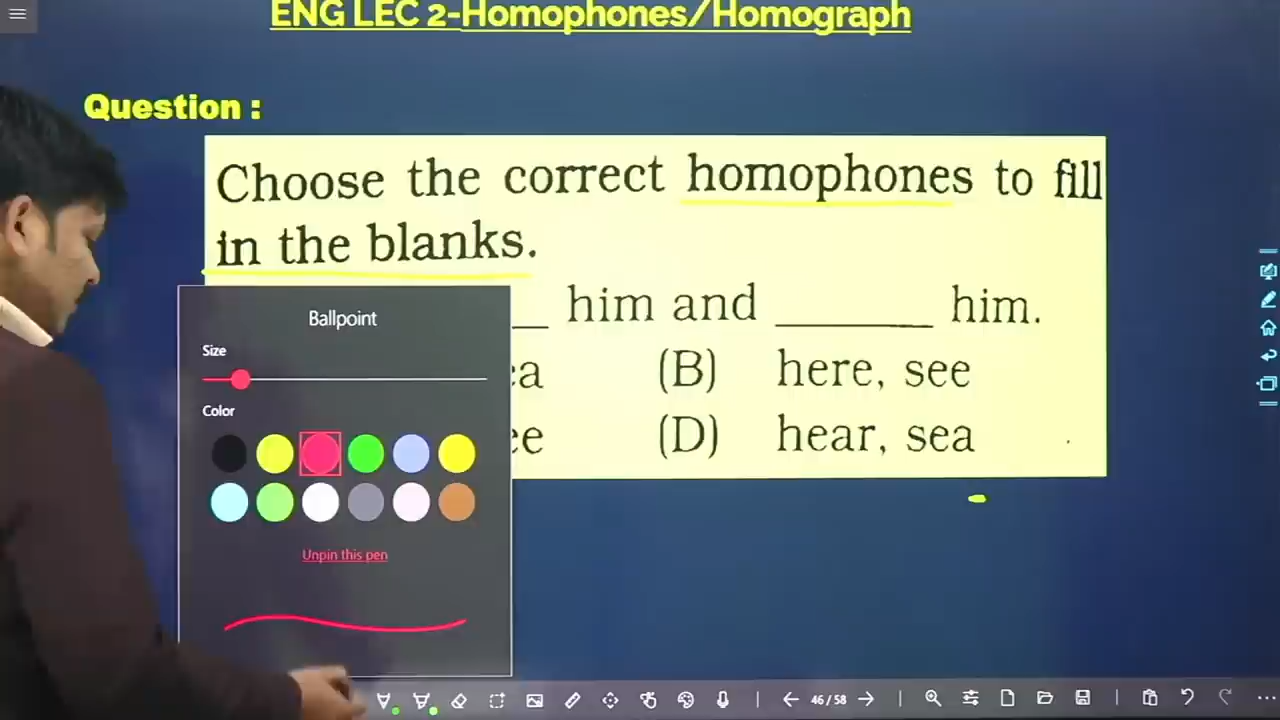 ENG LEC 2-Homophones/Homograph
Question :
Choose the correct homophones to fill
in the blanks.
him and _______ him.
(B) here, see
(D) hear, sea
Ballpoint
Size
Color
Unpin this pen
46/58